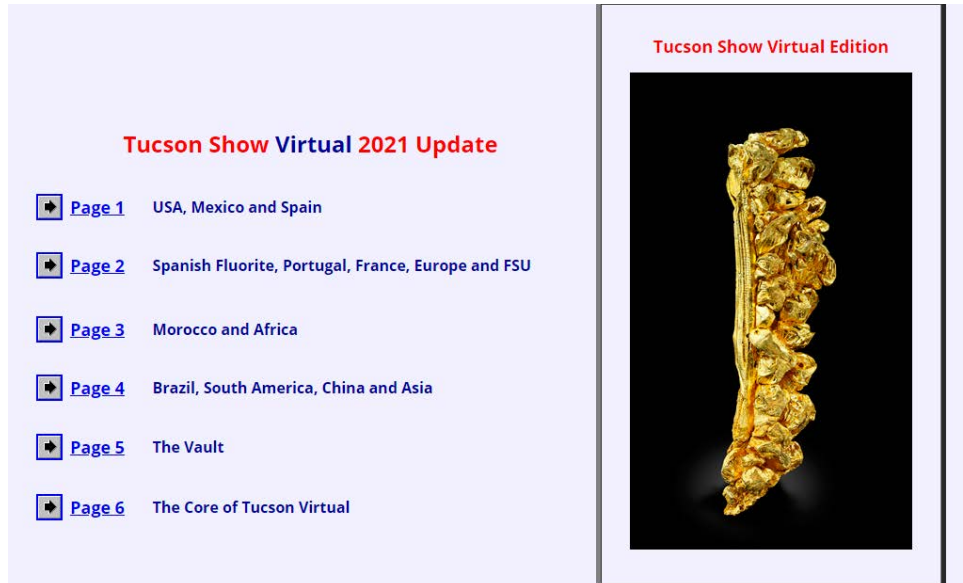 Tucson Show Virtual 2021 Update
Page 1 USA, Mexico and Spain
Page 2 Spanish Fluorite, Portugal, France, Europe and FSU
Page 3 Morocco and Africa
Page 4 Brazil, South America, China and Asia
Page 5 The Vault
Page 6 The Core of Tucson Virtual
Tucson Show Virtual Edition